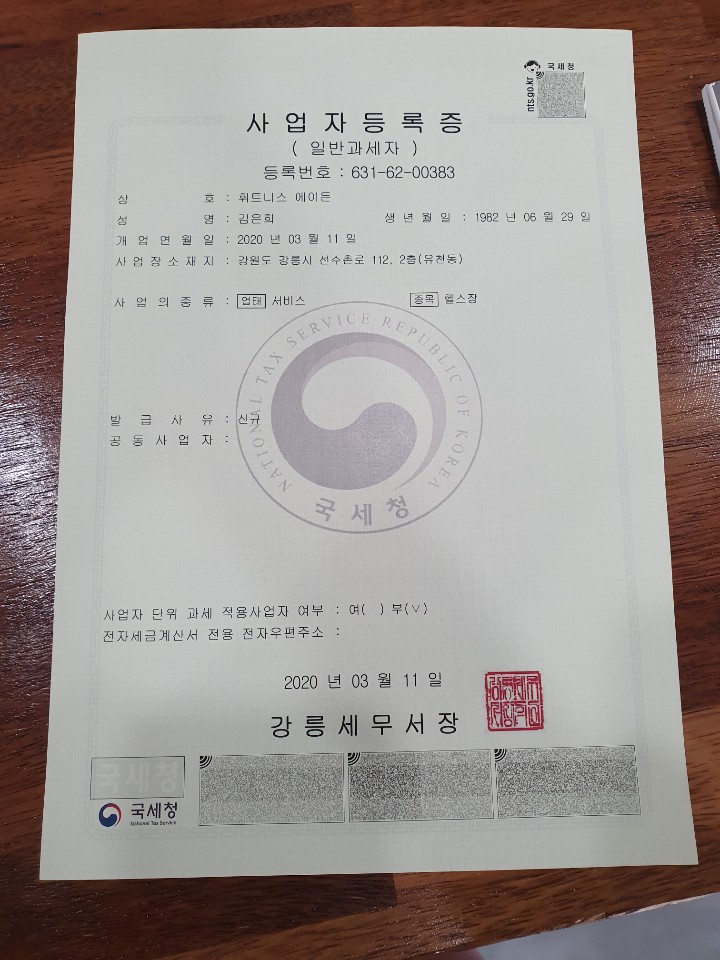 국세청
nts.go.kr
사업자등록증
( 일반과세자 )
등록번호 : 631-62-00383
상 호 : 휘트니스 에이든
성 명 : 김은희 생 년 월 일 : 1982 년 06 월 29 일
개 업 연 월 일 : 2020 년 03 월 11 일
사 업 장 소 재 지 : 강원도 강릉시 선수촌로 112, 2층(유천동)
사 업 의 종 류 : 업태 서비스 종목 헬스장
발 급 사 유 : 신규
공 동 사 업 자 :
NATIONAL TAX SERVICE REPUBLIC OF KOREA
국세청
사업자 단위 과세 적용사업자 여부 : 여( ) 부(∨)
전자세금계산서 전용 전자우편주소 :
2020 년 03 월 11 일
강릉세무서장
국세청
국세청
National Tax Service